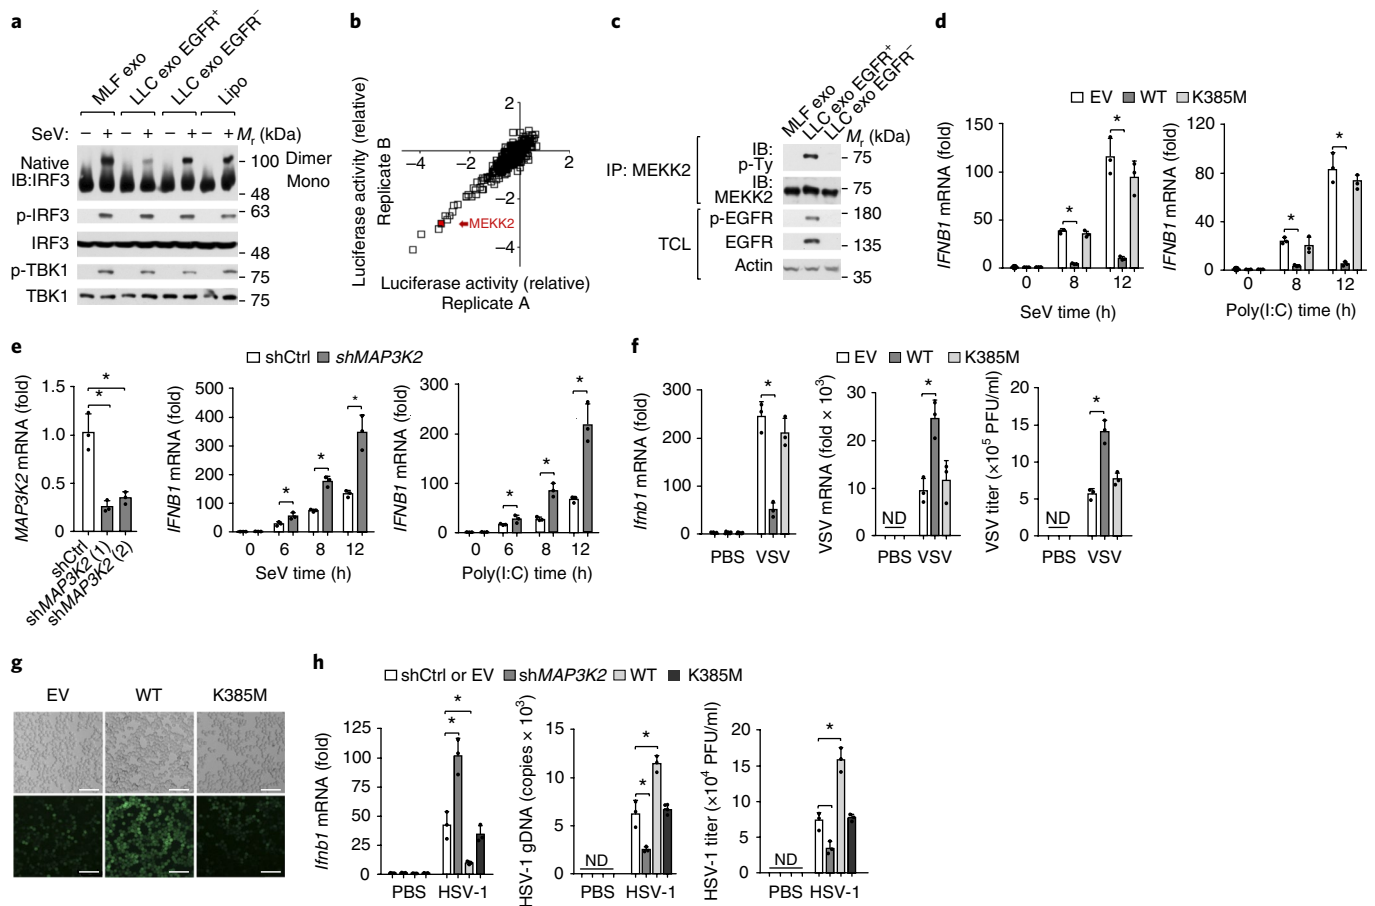 a
MLF exo
LLC exo EGFR+
LLC exo EGFR–
Lipo
SeV: – + – + – + – + Mr (kDa)
Native
IB:IRF3
100 Dimer
Mono
48
p-IRF3
63
IRF3
48
p-TBK1
75
TBK1
75
b
Luciferase activity (relative)
Replicate B
2
–4 –2 2
–2
–4
MEKK2
Luciferase activity (relative)
Replicate A
c
MLF exo
LLC exo EGFR+
LLC exo EGFR–
Mr (kDa)
IP: MEKK2
IB:
p-Ty
75
IB:
MEKK2
75
TCL
p-EGFR
180
EGFR
135
Actin
35
d
EV WT K385M
IFNB1 mRNA (fold)
150
100
50
0
* *
0 8 12
SeV time (h)
IFNB1 mRNA (fold)
120
80
40
0
* *
0 8 12
Poly(I:C) time (h)
e
shCtrl shMAP3K2
MAP3K2 mRNA (fold)
1.5
1.0
0.5
0
*
*
shCtrl
shMAP3K2 (1)
shMAP3K2 (2)
IFNB1 mRNA (fold)
500
400
300
200
100
0
* * *
0 6 8 12
SeV time (h)
IFNB1 mRNA (fold)
300
200
100
0
* * *
0 6 8 12
Poly(I:C) time (h)
f
EV WT K385M
Ifnb1 mRNA (fold)
300
200
100
0
*
PBS VSV
VSV mRNA (fold × 10³)
30
20
10
0
ND
*
PBS VSV
VSV titer (×10⁵ PFU/ml)
20
15
10
5
0
ND
*
PBS VSV
g
EV WT K385M
h
shCtrl or EV shMAP3K2 WT K385M
Ifnb1 mRNA (fold)
125
100
75
50
25
0
*
*
PBS HSV-1
HSV-1 gDNA (copies × 10³)
15
10
5
0
ND
*
*
PBS HSV-1
HSV-1 titer (×10⁴ PFU/ml)
20
15
10
5
0
ND
*
*
PBS HSV-1